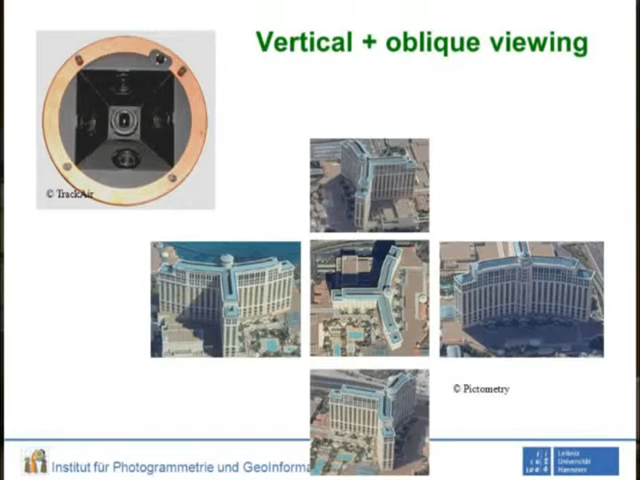 Vertical + oblique viewing
© TrackAir
© Pictometry
Institut für Photogrammetrie und GeoInforma
Leibniz
Universität
Hannover